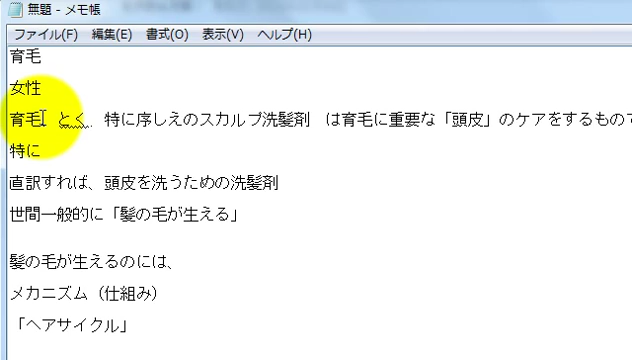 無題 - メモ帳
ファイル(F) 編集(E) 書式(O) 表示(V) ヘルプ(H)
育毛
女性
育毛 とく 特に序しえのスカルプ洗髪剤 は育毛に重要な「頭皮」のケアをするもので
特に
直訳すれば、頭皮を洗うための洗髪剤
世間一般的に「髪の毛が生える」
髪の毛が生えるのには、
メカニズム（仕組み）
「ヘアサイクル」